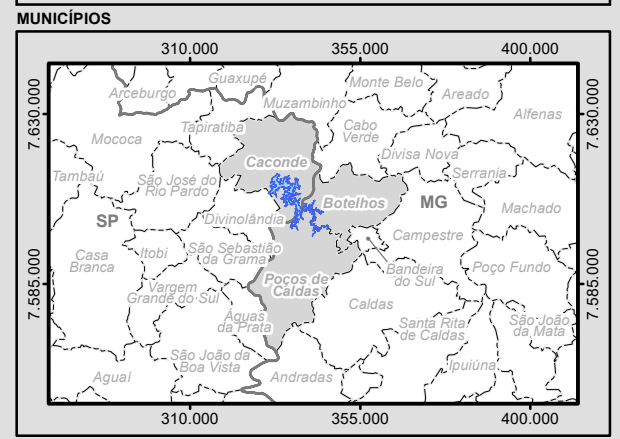 MUNICÍPIOS
310.000
355.000
400.000
7.630.000
7.630.000
Guaxupé
Monte Belo
Arceburgo
Areado
Muzambinho
Alfenas
Tapiratiba
Cabo
Verde
Mococa
Divisa Nova
Caconde
Tambaú
São José do
Rio Pardo
Serrania
Botelhos
MG
Machado
SP
Divinolândia
Campestre
Casa
Branca
Itobi
São Sebastião
da Grama
Bandeira
do Sul
Poço Fundo
7.585.000
7.585.000
Vargem
Grande do Sul
Poços de
Caldas
Caldas
Águas
da Prata
Santa Rita
de Caldas
São João
da Mata
São João da
Boa Vista
Ipuiúna
Aguaí
Andradas
310.000
355.000
400.000